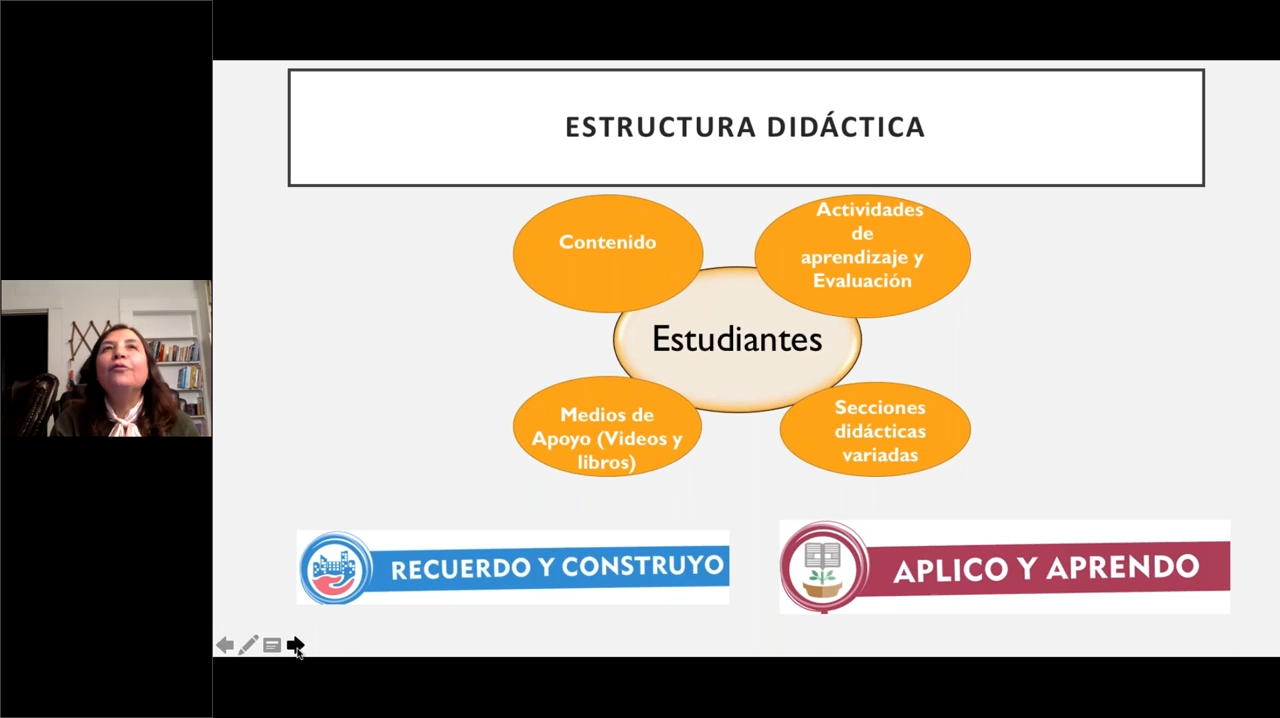 ESTRUCTURA DIDÁCTICA
Contenido
Actividades
de
aprendizaje y
Evaluación
Estudiantes
Medios de
Apoyo (Videos y
libros)
Secciones
didácticas
variadas
RECUERDO Y CONSTRUYO
APLICO Y APRENDO